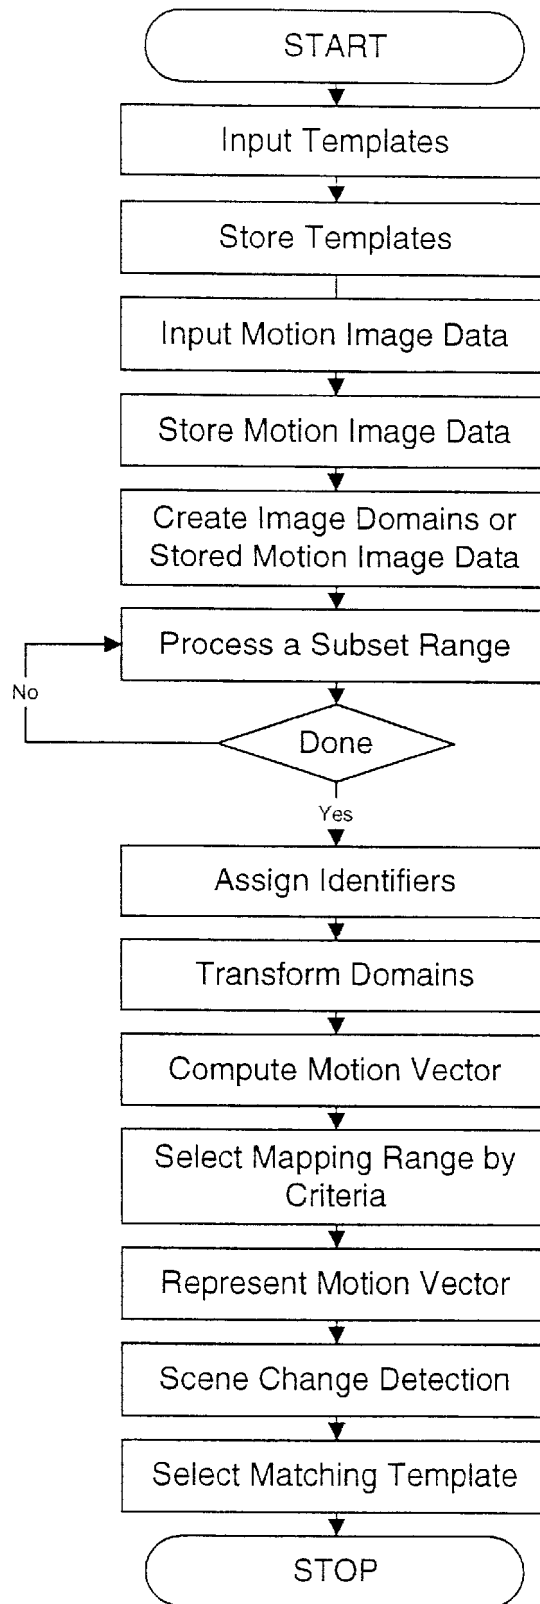 START
Input Templates
Store Templates
Input Motion Image Data
Store Motion Image Data
Create Image Domains or
Stored Motion Image Data
Process a Subset Range
No
Done
Yes
Assign Identifiers
Transform Domains
Compute Motion Vector
Select Mapping Range by
Criteria
Represent Motion Vector
Scene Change Detection
Select Matching Template
STOP